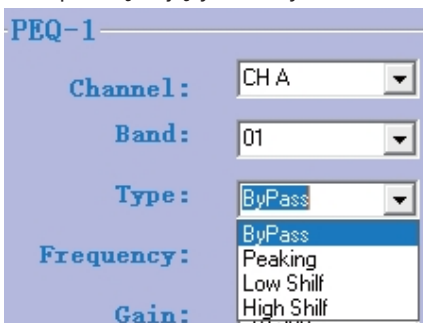 PEQ-1
Channel: CH A
Band: 01
Type: ByPass
ByPass
Frequency: Peaking
Low Shilf
Gain: High Shilf